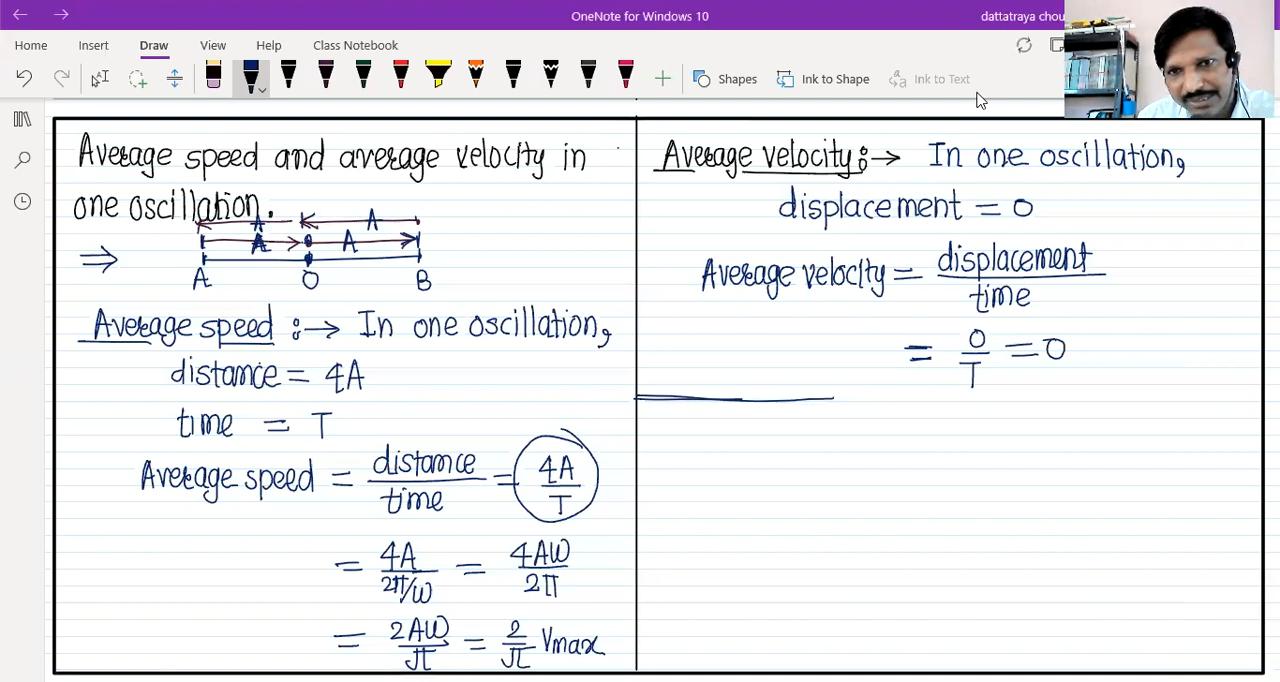 OneNote for Windows 10
dattatraya chou
Home Insert Draw View Help Class Notebook
Shapes Ink to Shape Ink to Text
Average speed and average velocity in
one oscillation.
A A
A A
⇒
A O B
Average speed :→ In one oscillation,
distance = 4A
time = T
Average speed = distance/time = 4A/T
= 4A/2π/ω = 4Aω/2π
= 2Aω/π = 2/π Vmax
Average velocity :→ In one oscillation,
displacement = 0
Average velocity = displacement/time
= 0/T = 0